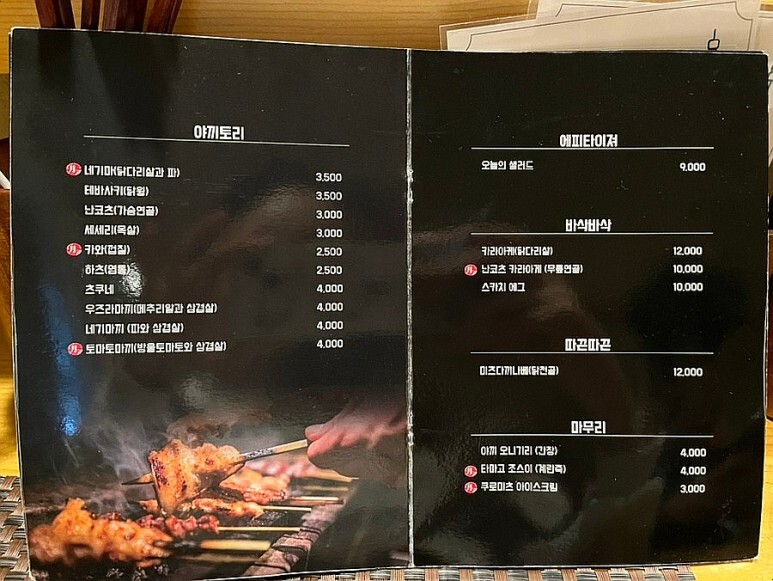 야끼토리
네기마(닭다리살과 파) 3,500
테바사키(닭윙) 3,500
난코츠(가슴연골) 3,000
세세리(목살) 3,000
카와(껍질) 2,500
하츠(염통) 2,500
츠쿠네 4,000
우즈라마끼(메추리알과 삼겹살) 4,000
네기마끼 (파와 삼겹살) 4,000
토마토마끼(방울토마토와 삼겹살) 4,000
에피타이져
오늘의 샐러드 9,000
바삭바삭
카라아게(닭다리살) 12,000
난코츠 카리아게 (무릎연골) 10,000
스카치 에그 10,000
따끈따끈
미즈다끼나베(닭전골) 12,000
마무리
야끼 오니기리 (간장) 4,000
타마고 조스이 (계란죽) 4,000
쿠로미츠 아이스크림 3,000